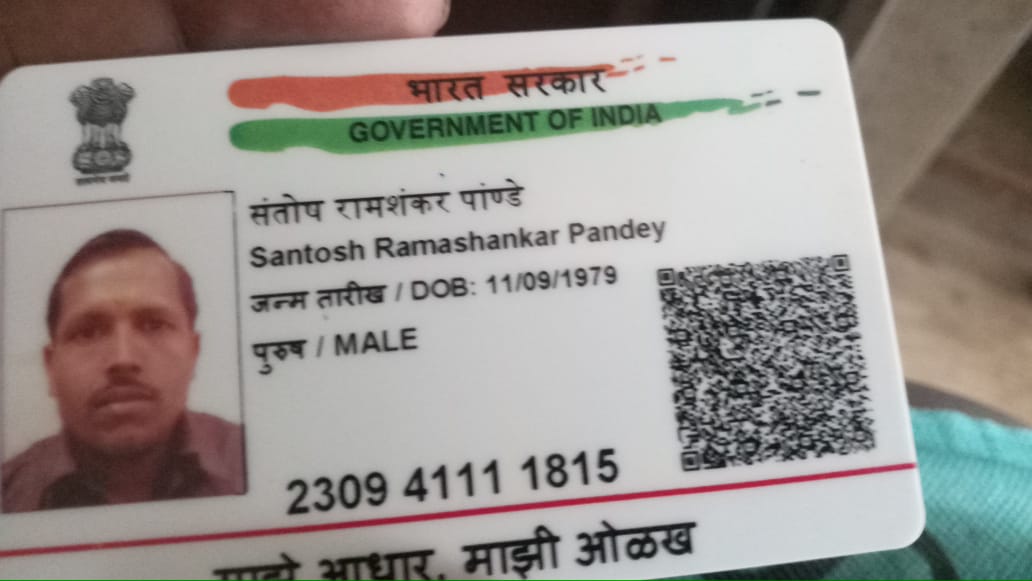 भारत सरकार
GOVERNMENT OF INDIA
संतोष रामशंकर पांण्डे
Santosh Ramashankar Pandey
जन्म तारीख / DOB: 11/09/1979
पुरुष / MALE
2309 4111 1815
माझे आधार, माझी ओळख